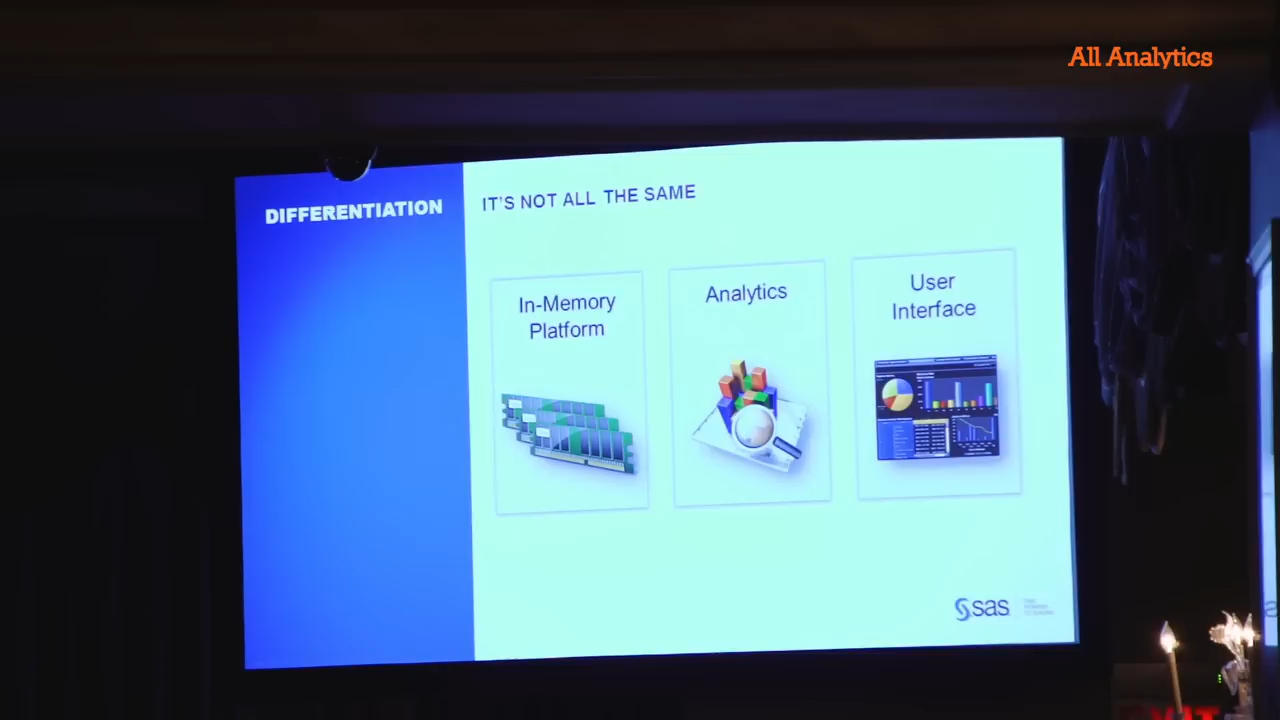 All Analytics
DIFFERENTIATION
IT'S NOT ALL THE SAME
In-Memory
Platform
Analytics
User
Interface
sas